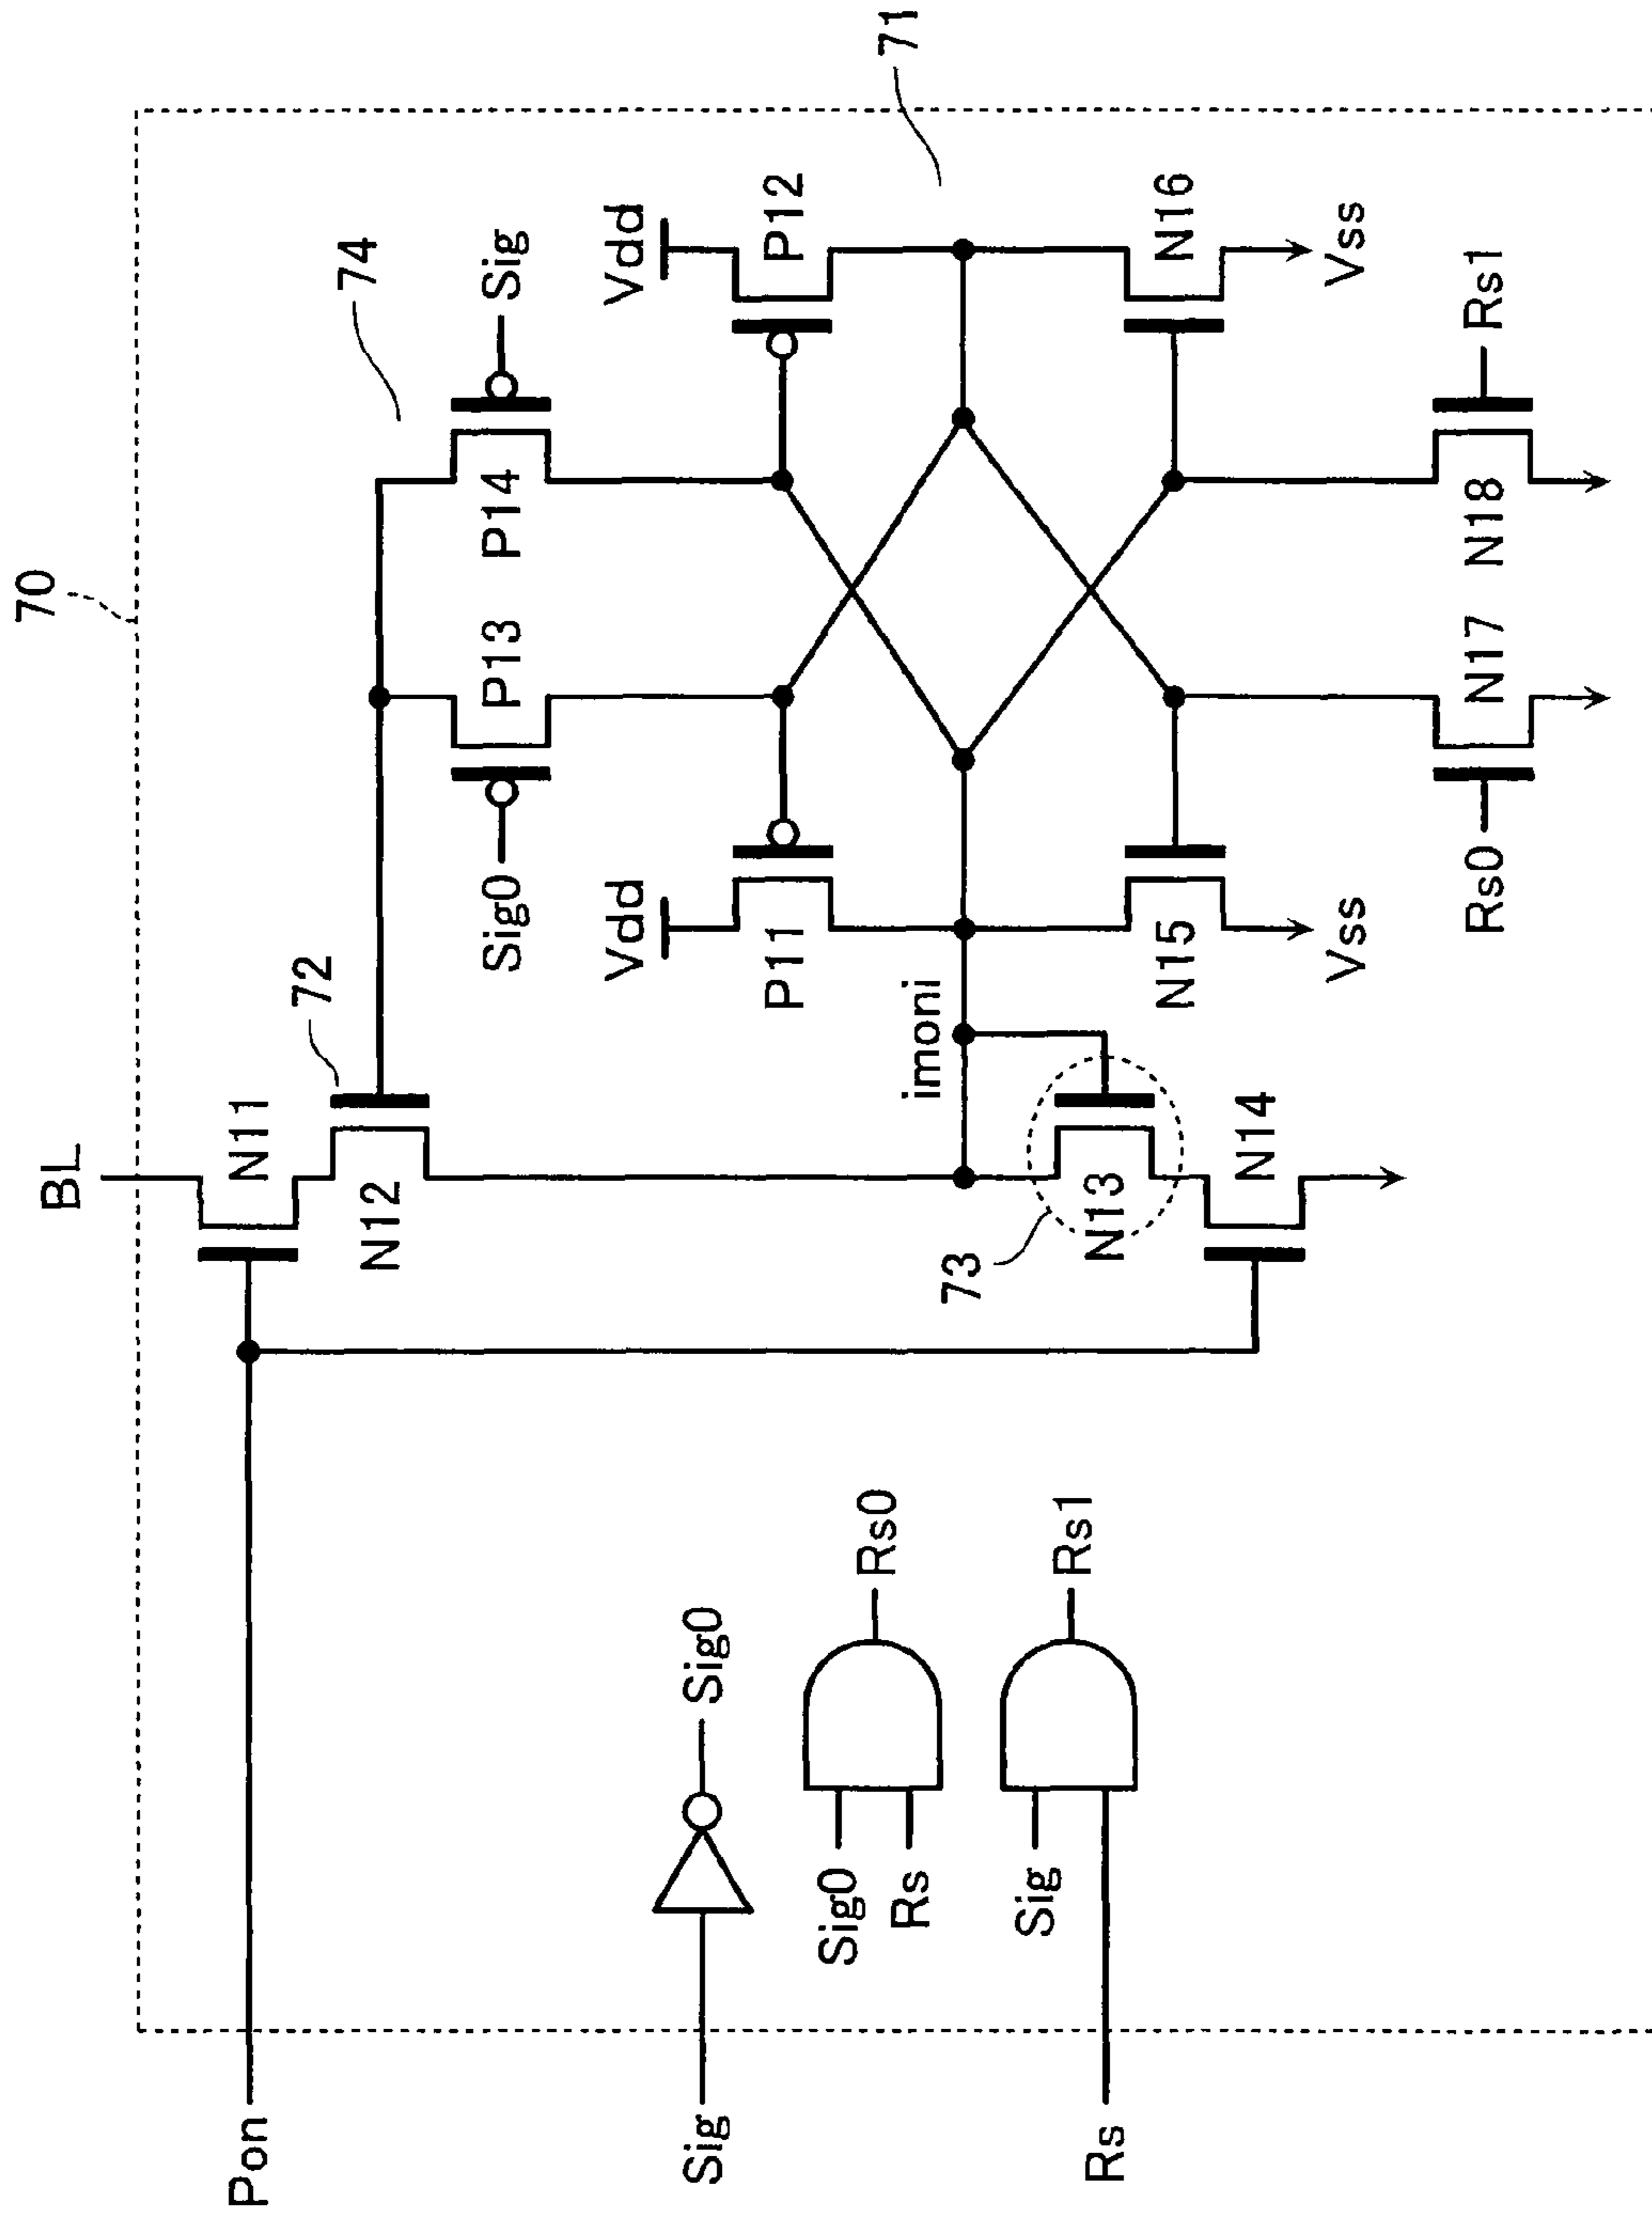 70
71
BL
Pon
N11
72
N12
74
P13
P14
Sig0
Sig
Vdd
Vdd
P11
P12
imoni
73
N13
N14
N15
N16
Vss
Vss
Rs0
N17
N18
Rs1
Sig
Sig0
Sig0
Rs
Rs0
Sig
Rs
Rs1